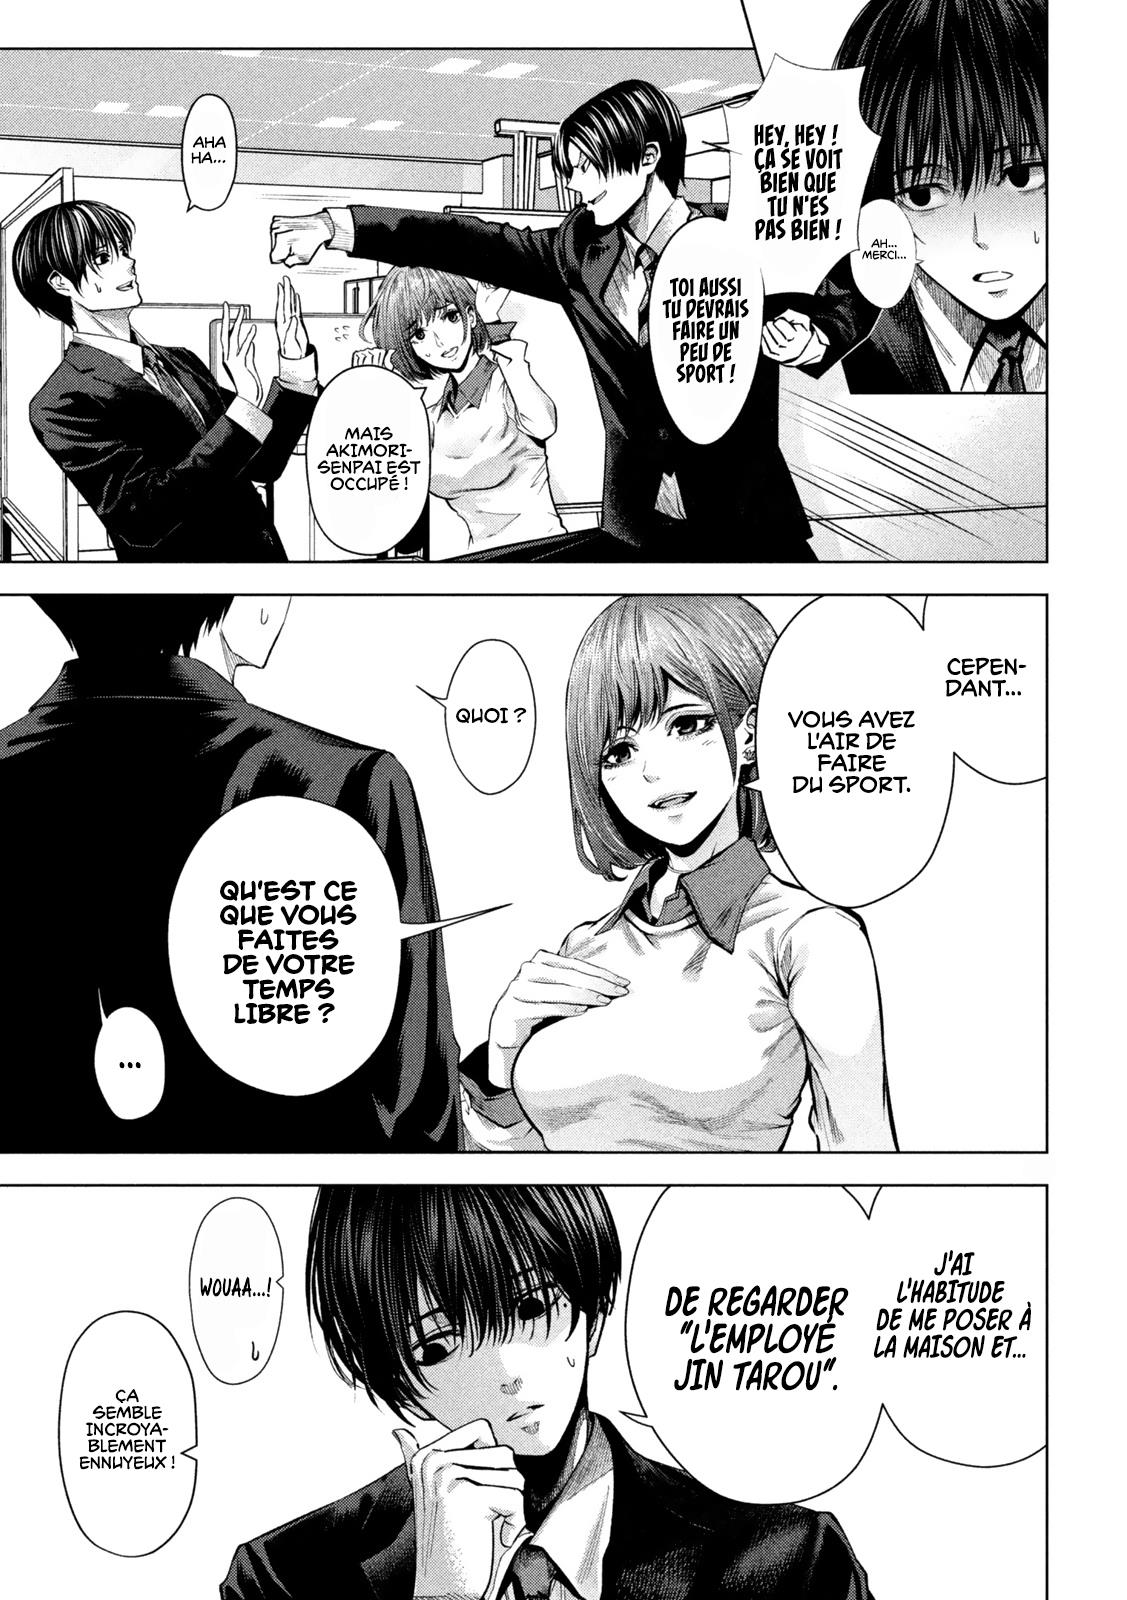 HEY, HEY !
ÇA SE VOIT
BIEN QUE
TU N'ES
PAS BIEN !
AH...
MERCI...
TOI AUSSI
TU DEVRAIS
FAIRE UN
PEU DE
SPORT !
MAIS
AKIMORI-
SENPAI EST
OCCUPÉ !
AHA
HA...
CEPEN-
DANT...
VOUS AVEZ
L'AIR DE
FAIRE
DU SPORT.
QUOI ?
QU'EST CE
QUE VOUS
FAITES
DE VOTRE
TEMPS
LIBRE ?
...
J'AI
L'HABITUDE
DE ME POSER À
LA MAISON ET...
DE REGARDER
"L'EMPLOYÉ
JIN TAROU".
WOUAA...!
ÇA
SEMBLE
INCROYA-
BLEMENT
ENNUYEUX !